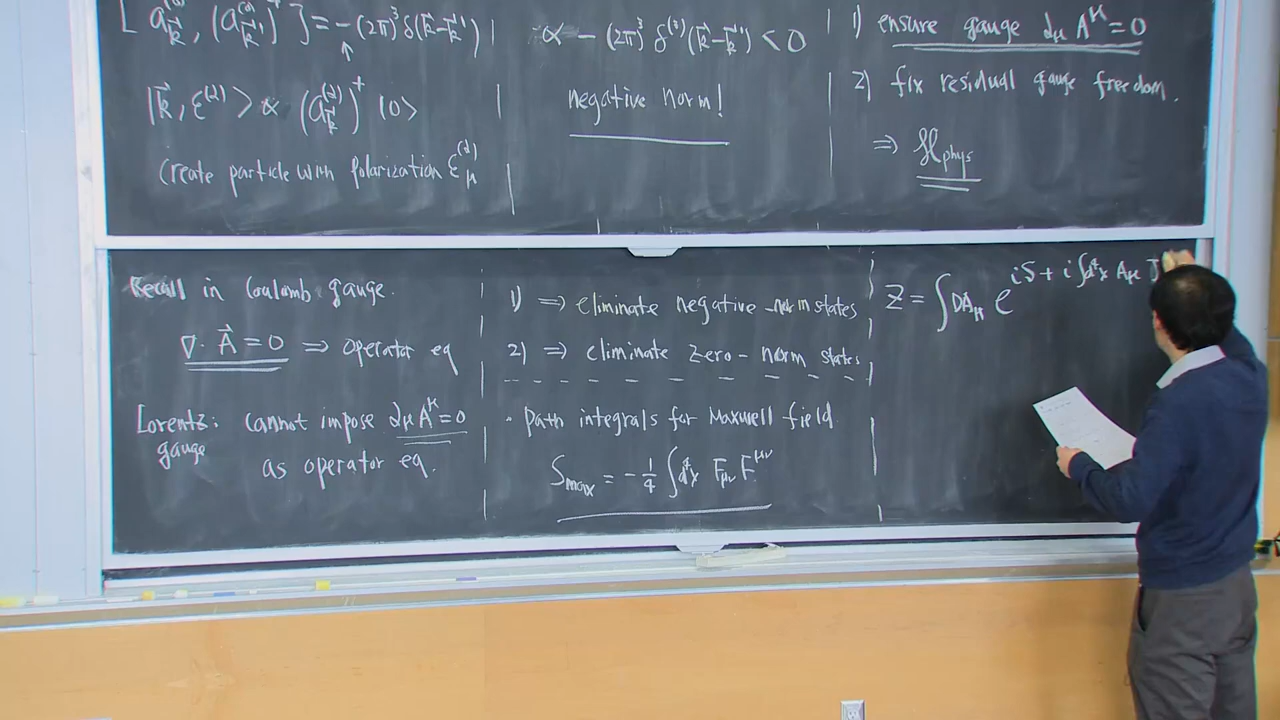 [ a_k⃗^(0), (a_k⃗'^(0))^† ] = -(2π)^3 δ(k⃗-k⃗')
|k⃗, ε^(α)> ∝ (a_k⃗^(α))^† |0>
create particle with polarization ε_μ^(α)
∝ - (2π)^3 δ^(3)(k⃗-k⃗') < 0
negative norm!
1) ensure gauge ∂_μ A^μ = 0
2) fix residual gauge freedom.
⇒ ℋ_phys
Recall in Coulomb gauge.
∇·A⃗ = 0 ⇒ operator eq
Lorentz: cannot impose ∂_μ A^μ = 0
gauge as operator eq.
1) ⇒ eliminate negative-norm states
2) ⇒ eliminate zero-norm states
· Path integrals for Maxwell field
S_max = -1/4 ∫d^4x F_μν F^μν
Z = ∫DA_μ e^{iS + i∫d^4x A_μ J